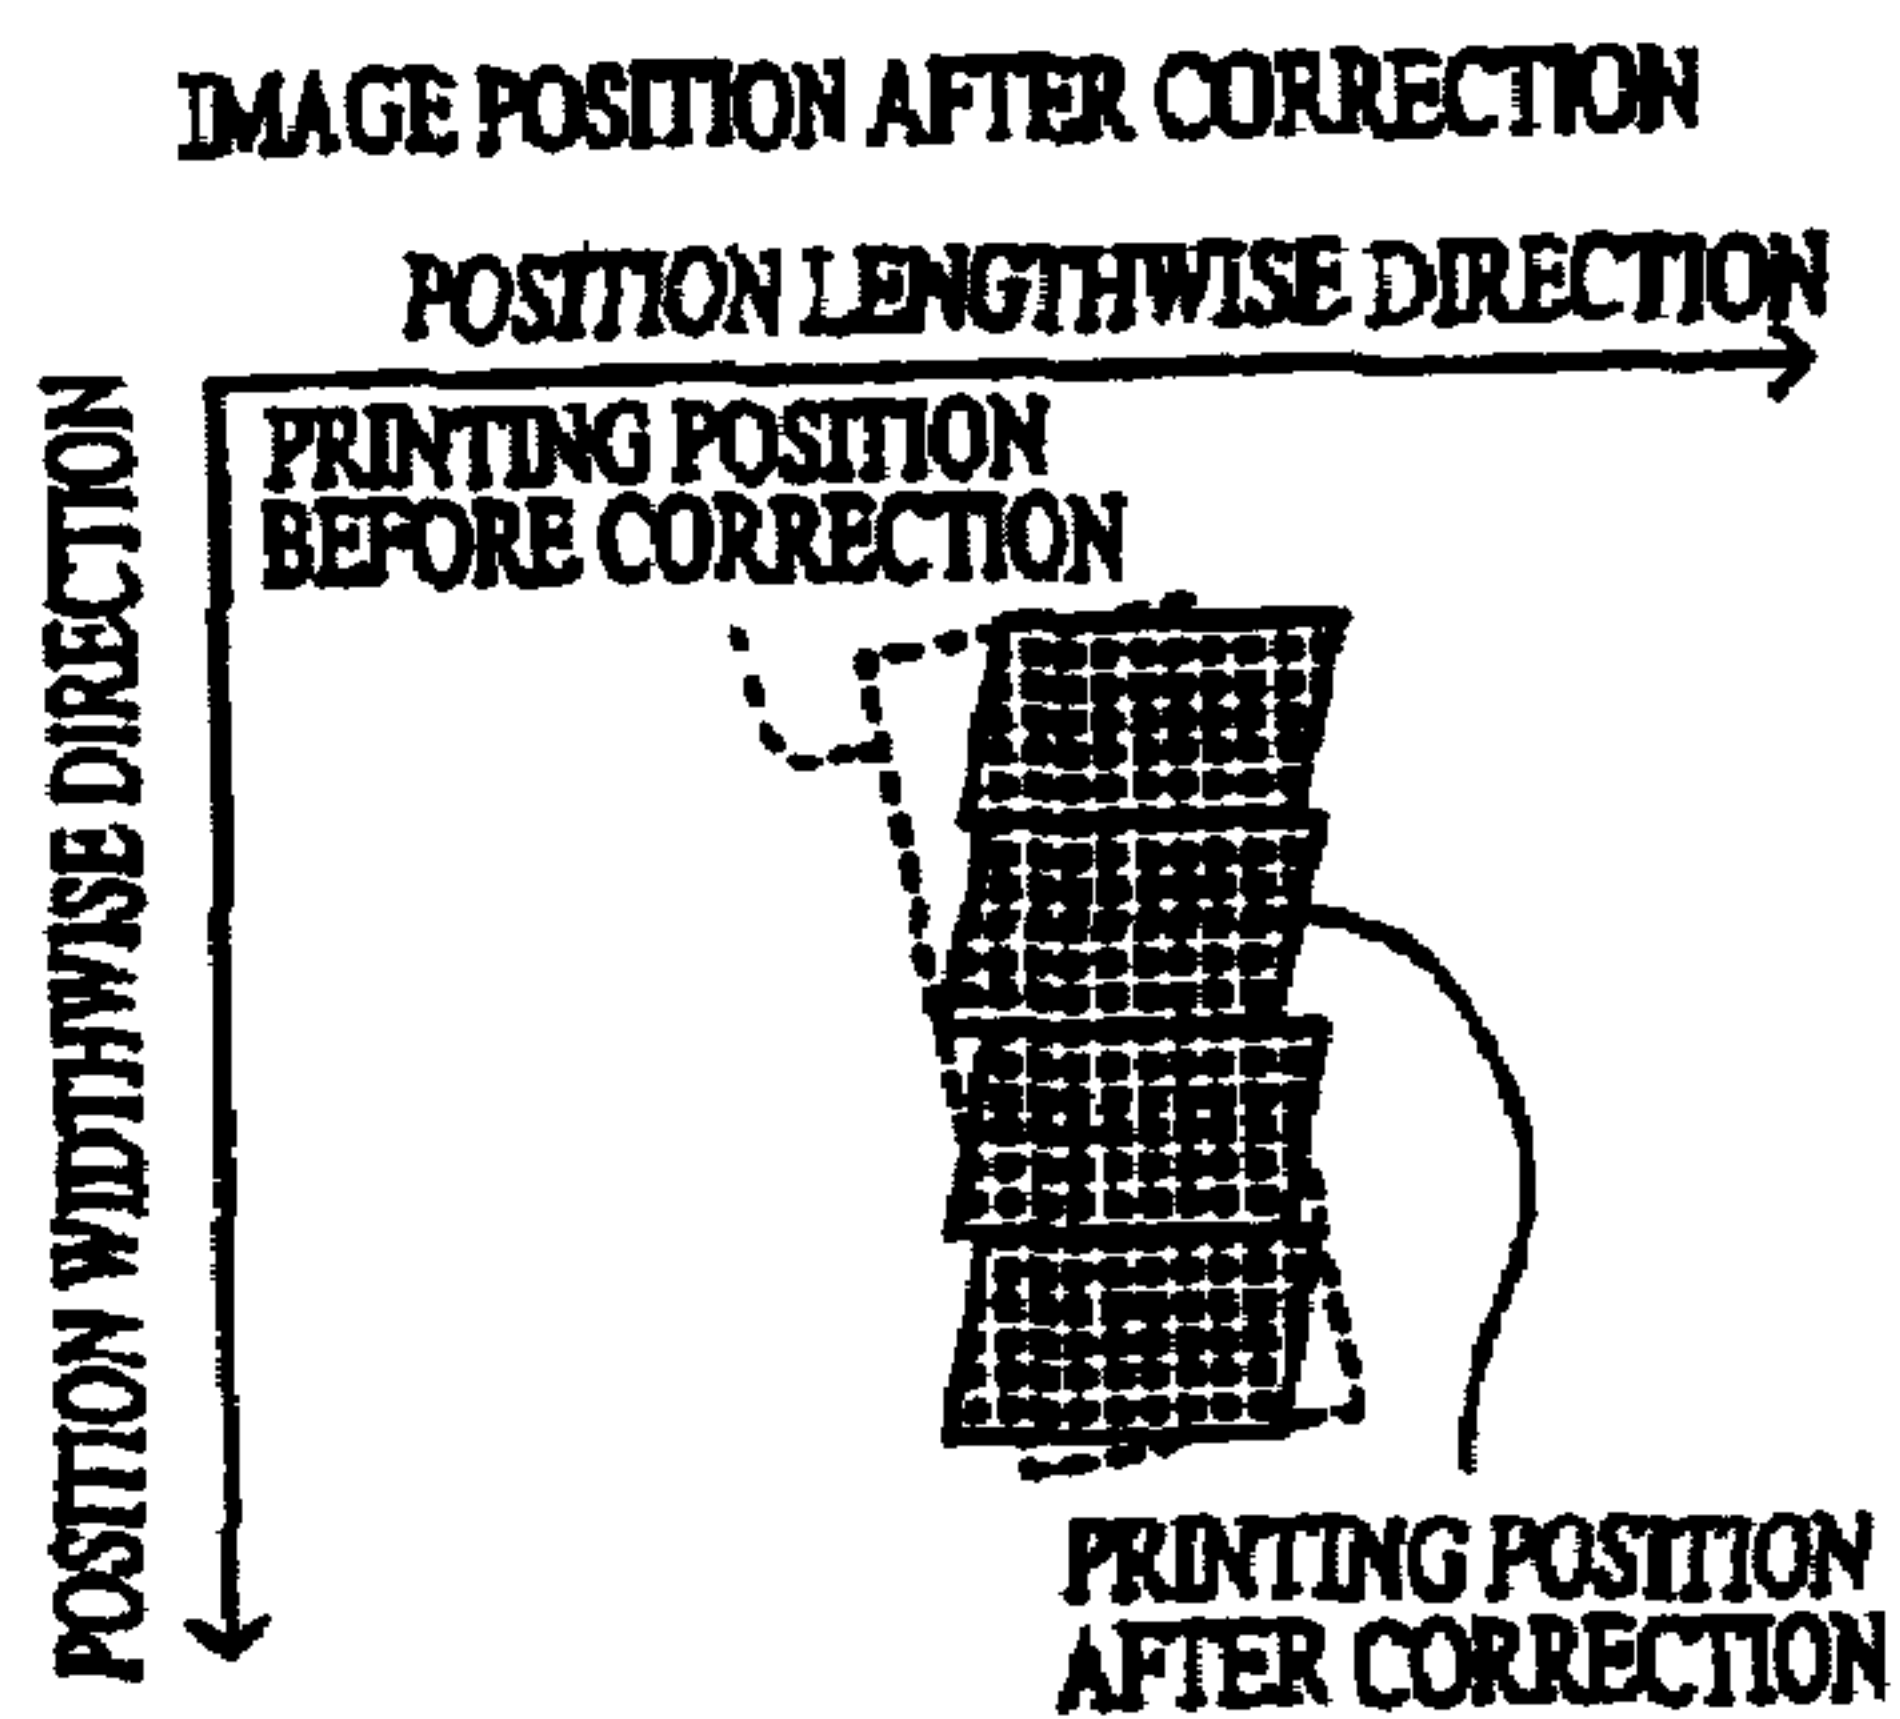 IMAGE POSITION AFTER CORRECTION
POSITION LENGTHWISE DIRECTION
POSITION WIDTHWISE DIRECTION
PRINTING POSITION
BEFORE CORRECTION
PRINTING POSITION
AFTER CORRECTION